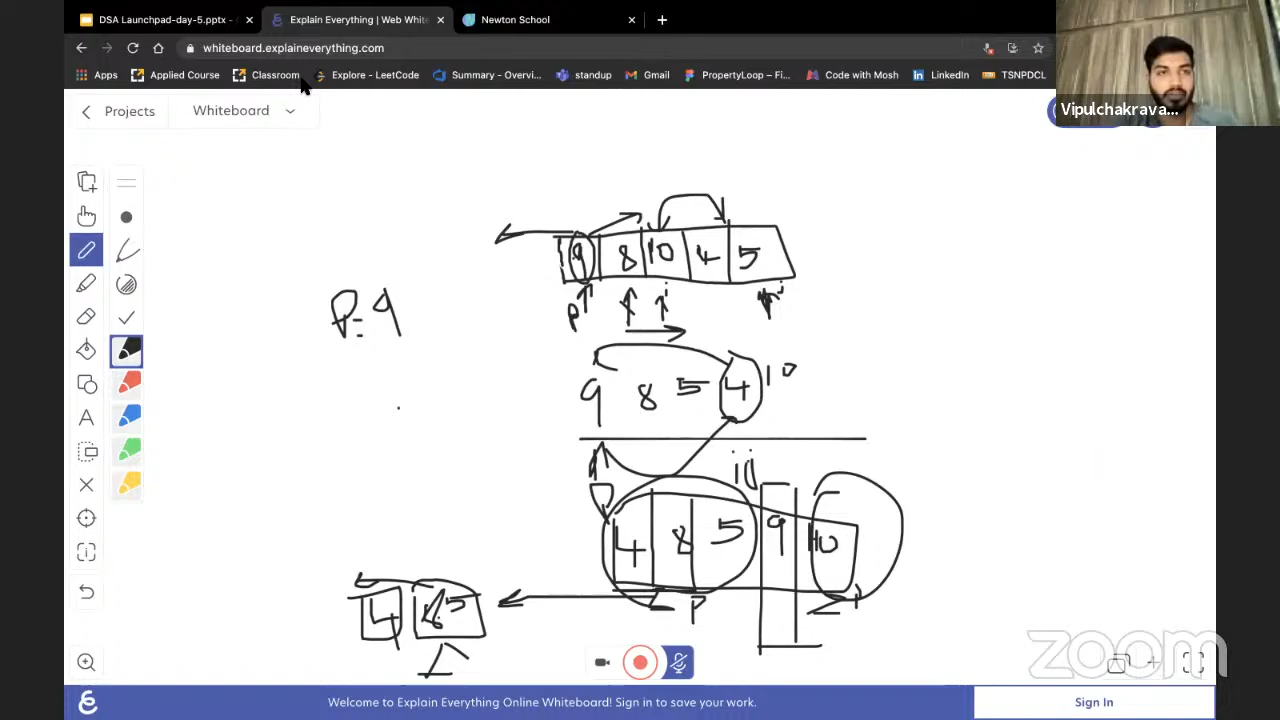 DSA Launchpad-day-5.pptx -
Explain Everything | Web White
Newton School
whiteboard.explaineverything.com
Apps
Applied Course
Classroom
Explore - LeetCode
Summary - Overvi...
standup
Gmail
PropertyLoop – Fi...
Code with Mosh
LinkedIn
TSNPDCL
Vipulchakrava...
Projects
Whiteboard
9 8 10 4 5
P
P=9
9 8 5 4 10
4 8 5 9 10
P
4 8 5
zoom
Welcome to Explain Everything Online Whiteboard! Sign in to save your work.
Sign In